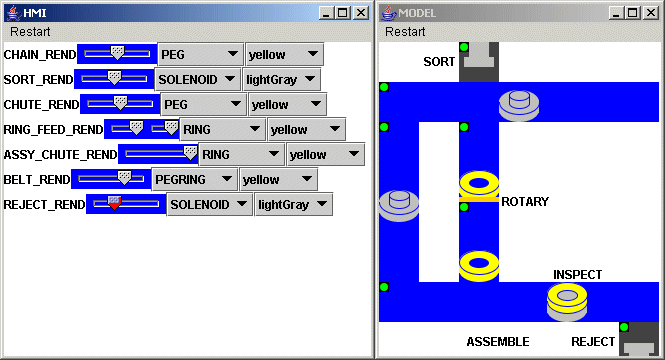 HMI
Restart
CHAIN_REND PEG yellow
SORT_REND SOLENOID lightGray
CHUTE_REND PEG yellow
RING_FEED_REND RING yellow
ASSY_CHUTE_REND RING yellow
BELT_REND PEGRING yellow
REJECT_REND SOLENOID lightGray
MODEL
Restart
SORT
ROTARY
INSPECT
ASSEMBLE REJECT